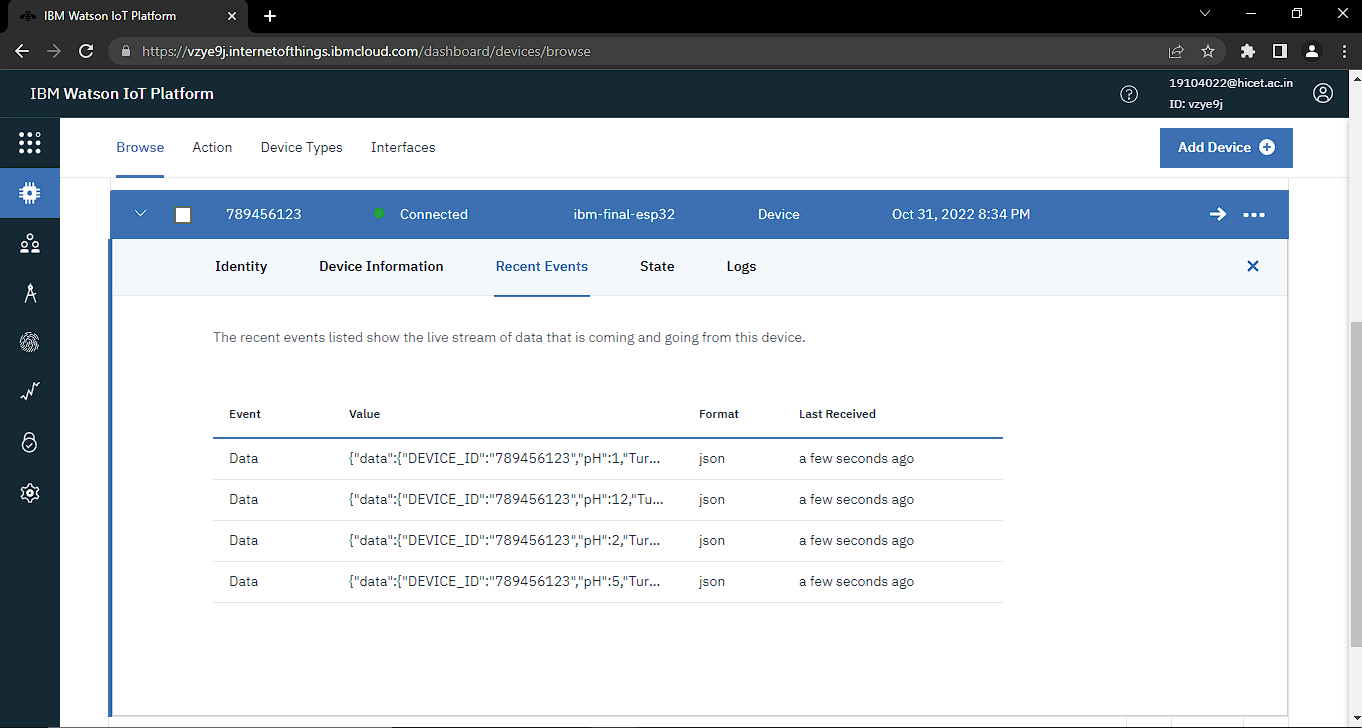 IBM Watson IoT Platform
https://vzye9j.internetofthings.ibmcloud.com/dashboard/devices/browse
IBM Watson IoT Platform
19104022@hicet.ac.in
ID: vzye9j
Browse Action Device Types Interfaces
Add Device
789456123 Connected ibm-final-esp32 Device Oct 31, 2022 8:34 PM
Identity Device Information Recent Events State Logs
The recent events listed show the live stream of data that is coming and going from this device.
Event Value Format Last Received
Data {"data":{"DEVICE_ID":"789456123","pH":1,"Tur... json a few seconds ago
Data {"data":{"DEVICE_ID":"789456123","pH":12,"Tu... json a few seconds ago
Data {"data":{"DEVICE_ID":"789456123","pH":2,"Tur... json a few seconds ago
Data {"data":{"DEVICE_ID":"789456123","pH":5,"Tur... json a few seconds ago